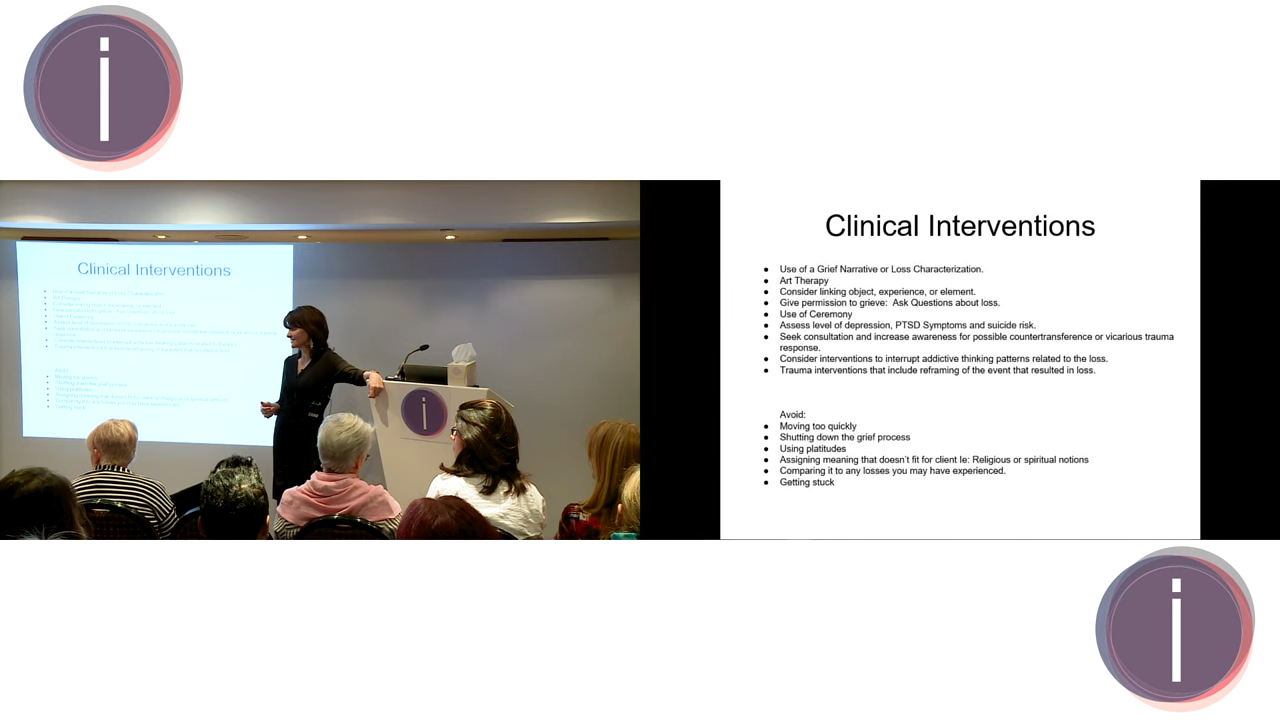 i
Clinical Interventions
Clinical Interventions
● Use of a Grief Narrative or Loss Characterization.
● Art Therapy
● Consider linking object, experience, or element.
● Give permission to grieve:  Ask Questions about loss.
● Use of Ceremony
● Assess level of depression, PTSD Symptoms and suicide risk.
● Seek consultation and increase awareness for possible countertransference or vicarious trauma
response.
● Consider interventions to interrupt addictive thinking patterns related to the loss.
● Trauma interventions that include reframing of the event that resulted in loss.
Avoid:
● Moving too quickly
● Shutting down the grief process
● Using platitudes
● Assigning meaning that doesn't fit for client Ie: Religious or spiritual notions
● Comparing it to any losses you may have experienced.
● Getting stuck
i
i